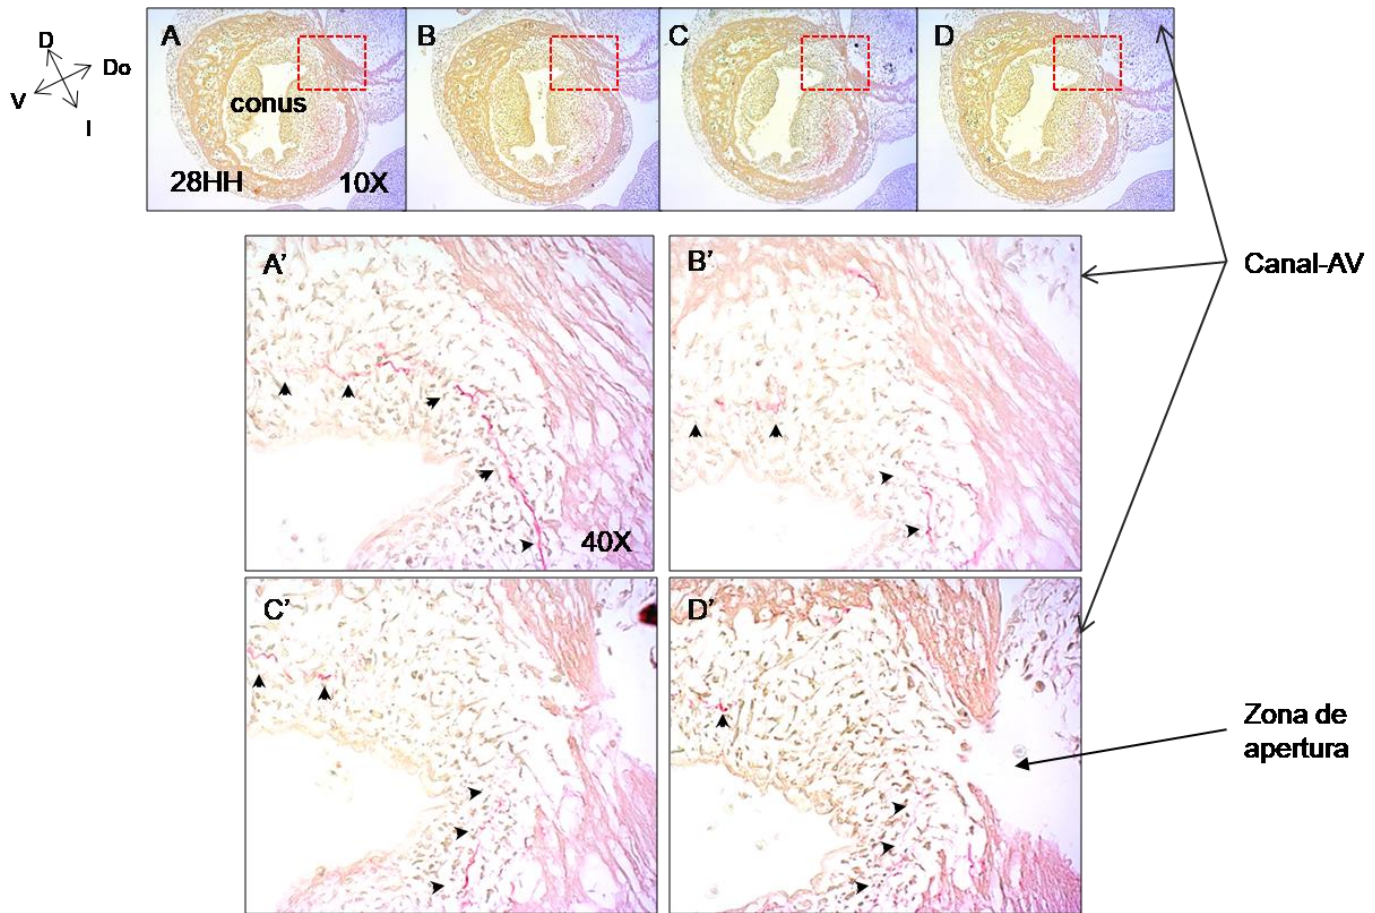 D
Do
V
I
A
B
C
D
conus
28HH
10X
A'
B'
Canal-AV
40X
C'
D'
Zona de
apertura